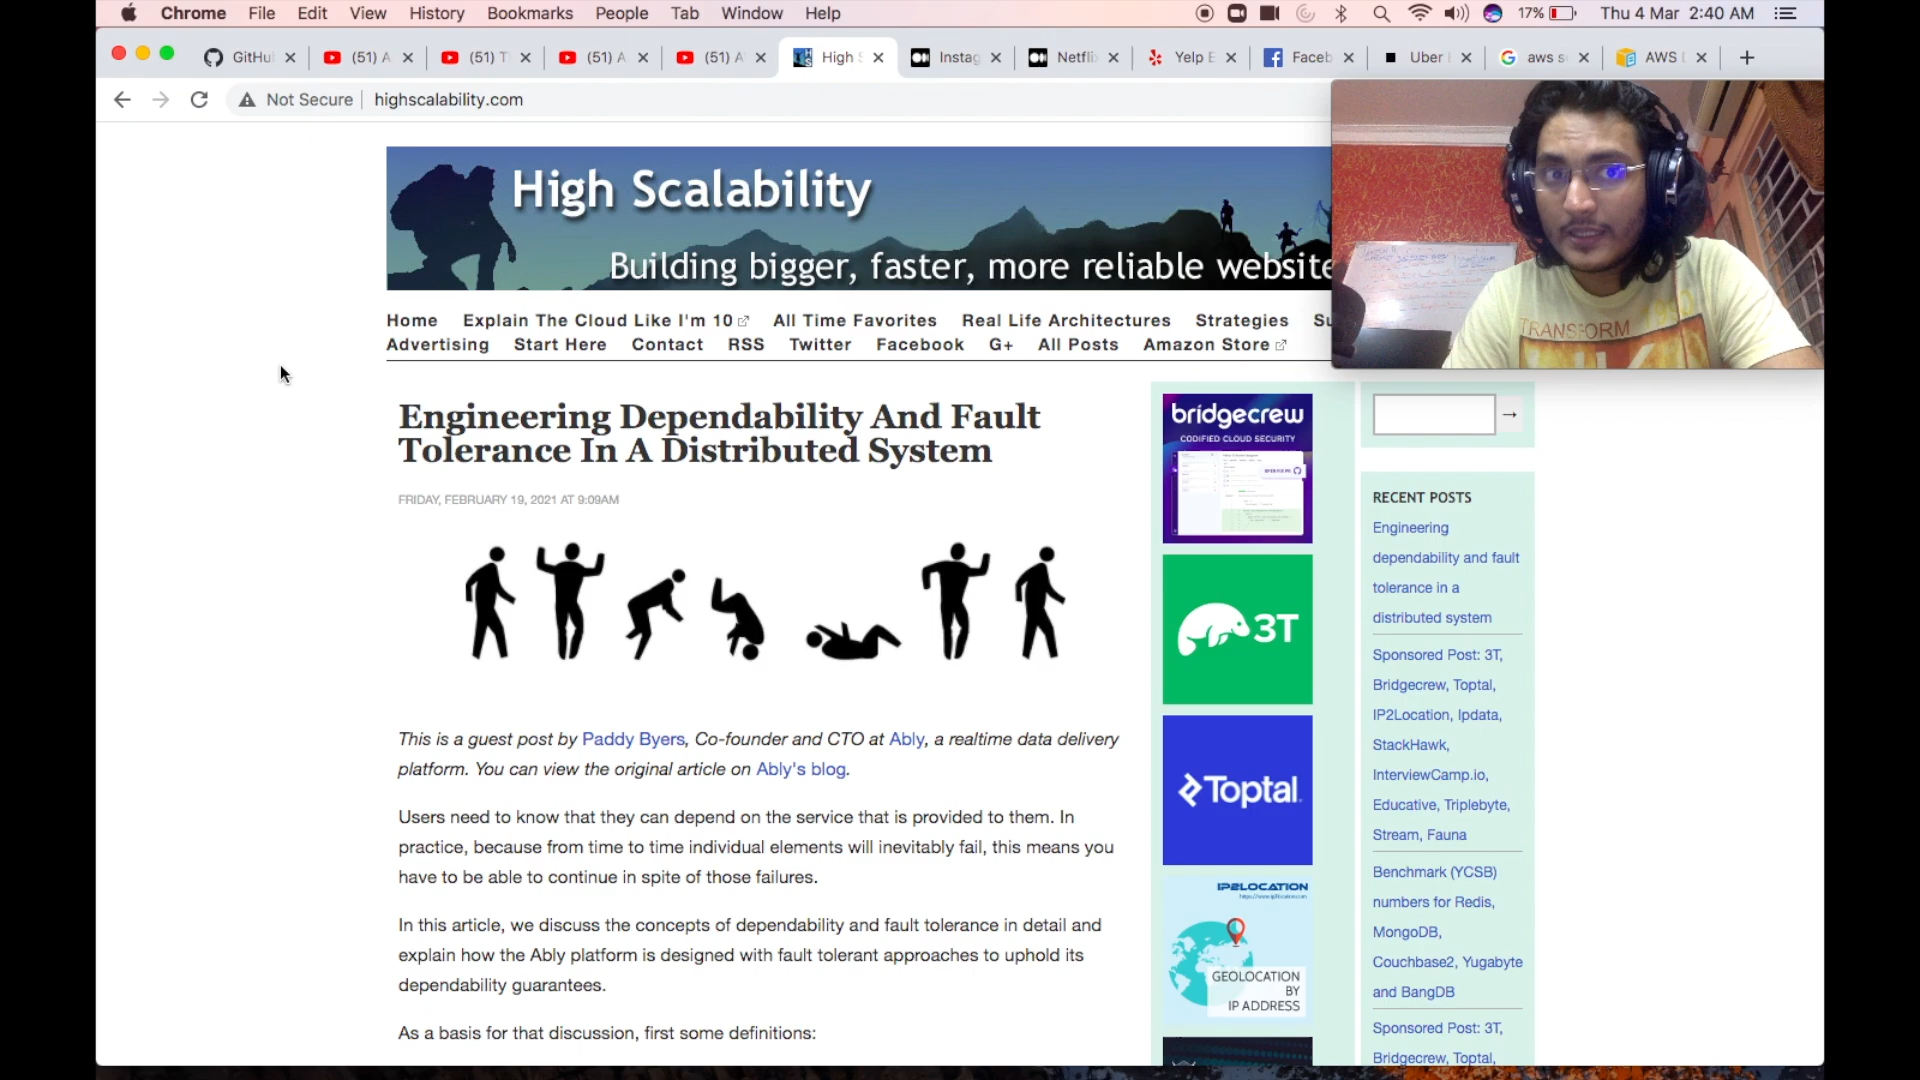 Chrome File Edit View History Bookmarks People Tab Window Help 17% Thu 4 Mar 2:40 AM
GitHu (51) A (51) T (51) A (51) A High Instag Netflix Yelp E Faceb Uber aws s AWS
Not Secure highscalability.com
High Scalability
Building bigger, faster, more reliable website
Home Explain The Cloud Like I'm 10 All Time Favorites Real Life Architectures Strategies Su
Advertising Start Here Contact RSS Twitter Facebook G+ All Posts Amazon Store
TRANSFORM
Engineering Dependability And Fault
Tolerance In A Distributed System
FRIDAY, FEBRUARY 19, 2021 AT 9:09AM
This is a guest post by Paddy Byers, Co-founder and CTO at Ably, a realtime data delivery
platform. You can view the original article on Ably's blog.
Users need to know that they can depend on the service that is provided to them. In
practice, because from time to time individual elements will inevitably fail, this means you
have to be able to continue in spite of those failures.
In this article, we discuss the concepts of dependability and fault tolerance in detail and
explain how the Ably platform is designed with fault tolerant approaches to uphold its
dependability guarantees.
As a basis for that discussion, first some definitions:
bridgecrew
CODIFIED CLOUD SECURITY
3T
Toptal
IP2LOCATION
https://www.ip2location.com
GEOLOCATION
BY
IP ADDRESS
→
RECENT POSTS
Engineering
dependability and fault
tolerance in a
distributed system
Sponsored Post: 3T,
Bridgecrew, Toptal,
IP2Location, Ipdata,
StackHawk,
InterviewCamp.io,
Educative, Triplebyte,
Stream, Fauna
Benchmark (YCSB)
numbers for Redis,
MongoDB,
Couchbase2, Yugabyte
and BangDB
Sponsored Post: 3T,
Bridgecrew, Toptal,